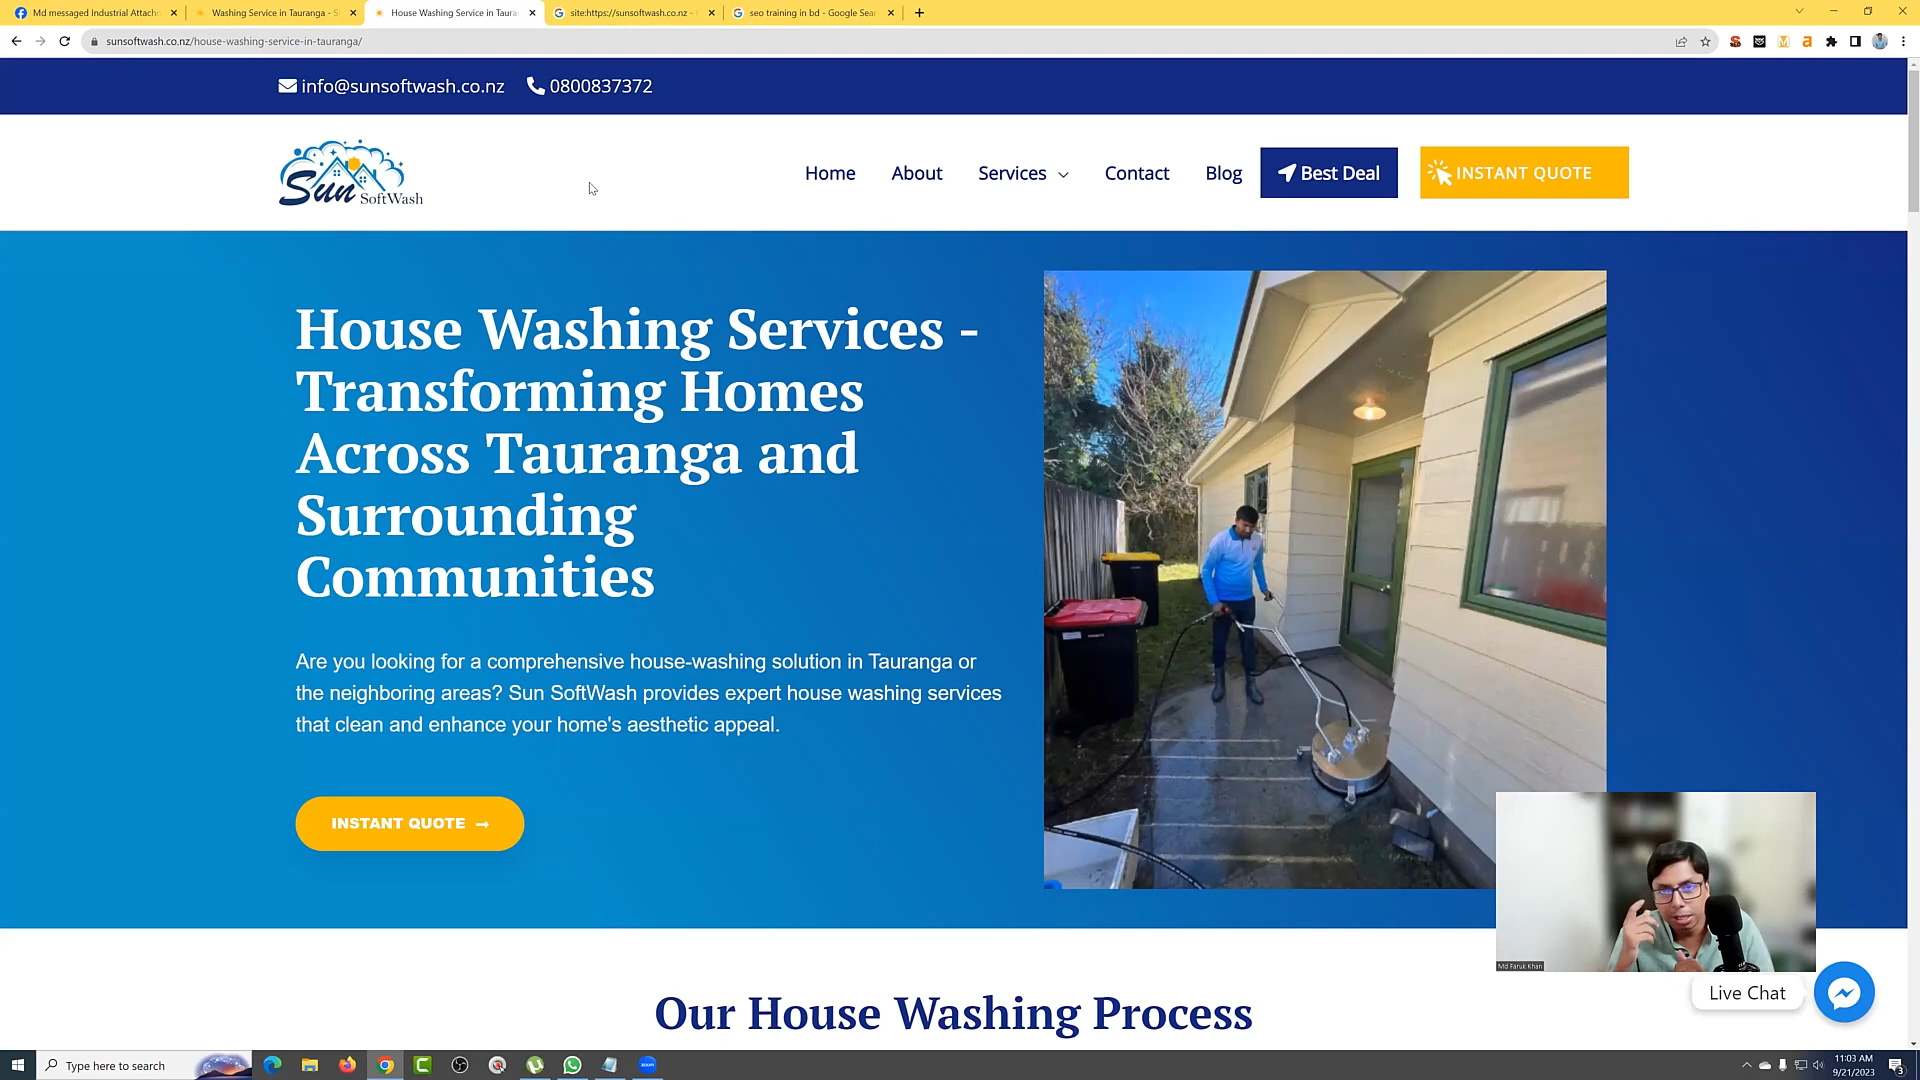 Md messaged Industrial Attachm
Washing Service in Tauranga - S
House Washing Service in Taura
site:https://sunsoftwash.co.nz -
seo training in bd - Google Sear
sunsoftwash.co.nz/house-washing-service-in-tauranga/
info@sunsoftwash.co.nz 0800837372
Sun SoftWash
Home About Services Contact Blog Best Deal INSTANT QUOTE
House Washing Services -
Transforming Homes
Across Tauranga and
Surrounding
Communities
Are you looking for a comprehensive house-washing solution in Tauranga or
the neighboring areas? Sun SoftWash provides expert house washing services
that clean and enhance your home's aesthetic appeal.
INSTANT QUOTE →
Md Faruk Khan
Live Chat
Our House Washing Process
Type here to search
zoom
11:03 AM
9/21/2023
3